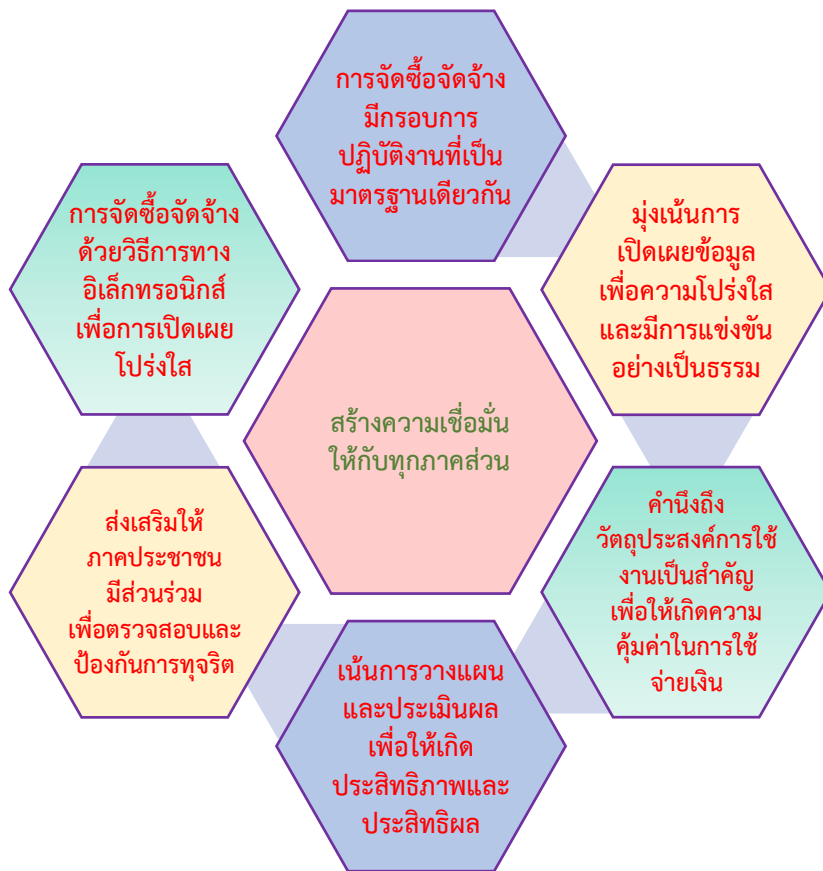 การจัดซื้อจัดจ้าง
มีกรอบการ
ปฏิบัติงานที่เป็น
มาตรฐานเดียวกัน
มุ่งเน้นการ
เปิดเผยข้อมูล
เพื่อความโปร่งใส
และมีการแข่งขัน
อย่างเป็นธรรม
คำนึงถึง
วัตถุประสงค์การใช้
งานเป็นสำคัญ
เพื่อให้เกิดความ
คุ้มค่าในการใช้
จ่ายเงิน
เน้นการวางแผน
และประเมินผล
เพื่อให้เกิด
ประสิทธิภาพและ
ประสิทธิผล
ส่งเสริมให้
ภาคประชาชน
มีส่วนร่วม
เพื่อตรวจสอบและ
ป้องกันการทุจริต
การจัดซื้อจัดจ้าง
ด้วยวิธีการทาง
อิเล็กทรอนิกส์
เพื่อการเปิดเผย
โปร่งใส
สร้างความเชื่อมั่น
ให้กับทุกภาคส่วน